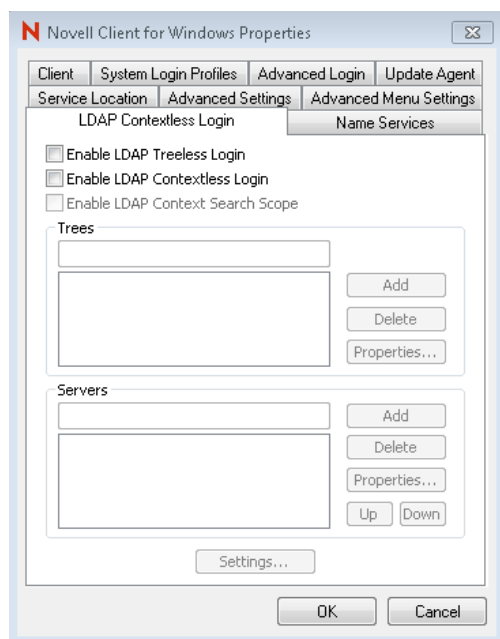 Novell Client for Windows Properties
Client System Login Profiles Advanced Login Update Agent
Service Location Advanced Settings Advanced Menu Settings
LDAP Contextless Login Name Services
Enable LDAP Treeless Login
Enable LDAP Contextless Login
Enable LDAP Context Search Scope
Trees
Add
Delete
Properties...
Servers
Add
Delete
Properties...
Up Down
Settings...
OK Cancel